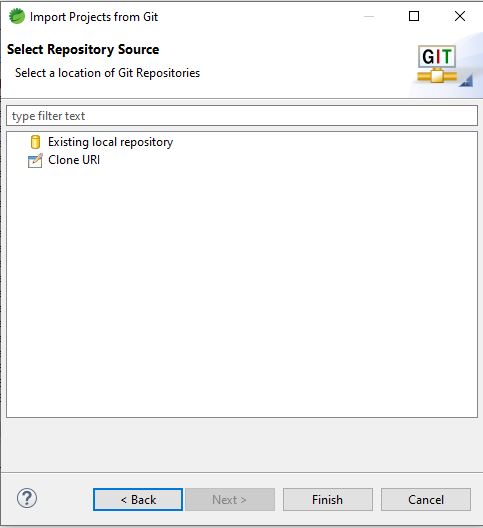 Import Projects from Git
Select Repository Source
Select a location of Git Repositories
GIT
type filter text
Existing local repository
Clone URI
?
< Back
Next >
Finish
Cancel